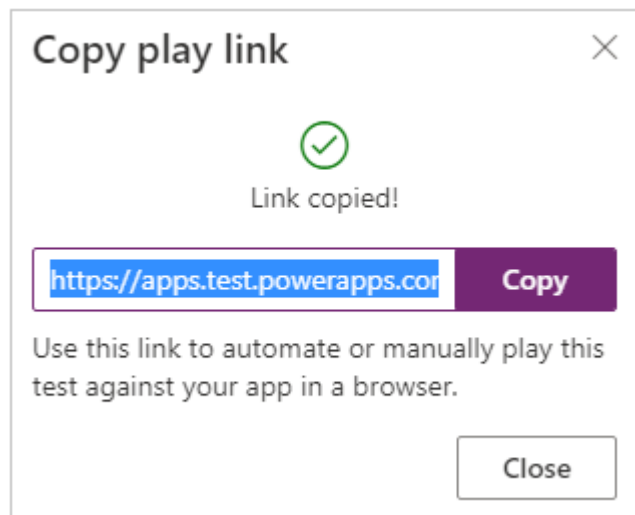 Copy play link
Link copied!
https://apps.test.powerapps.cor
Copy
Use this link to automate or manually play this
test against your app in a browser.
Close